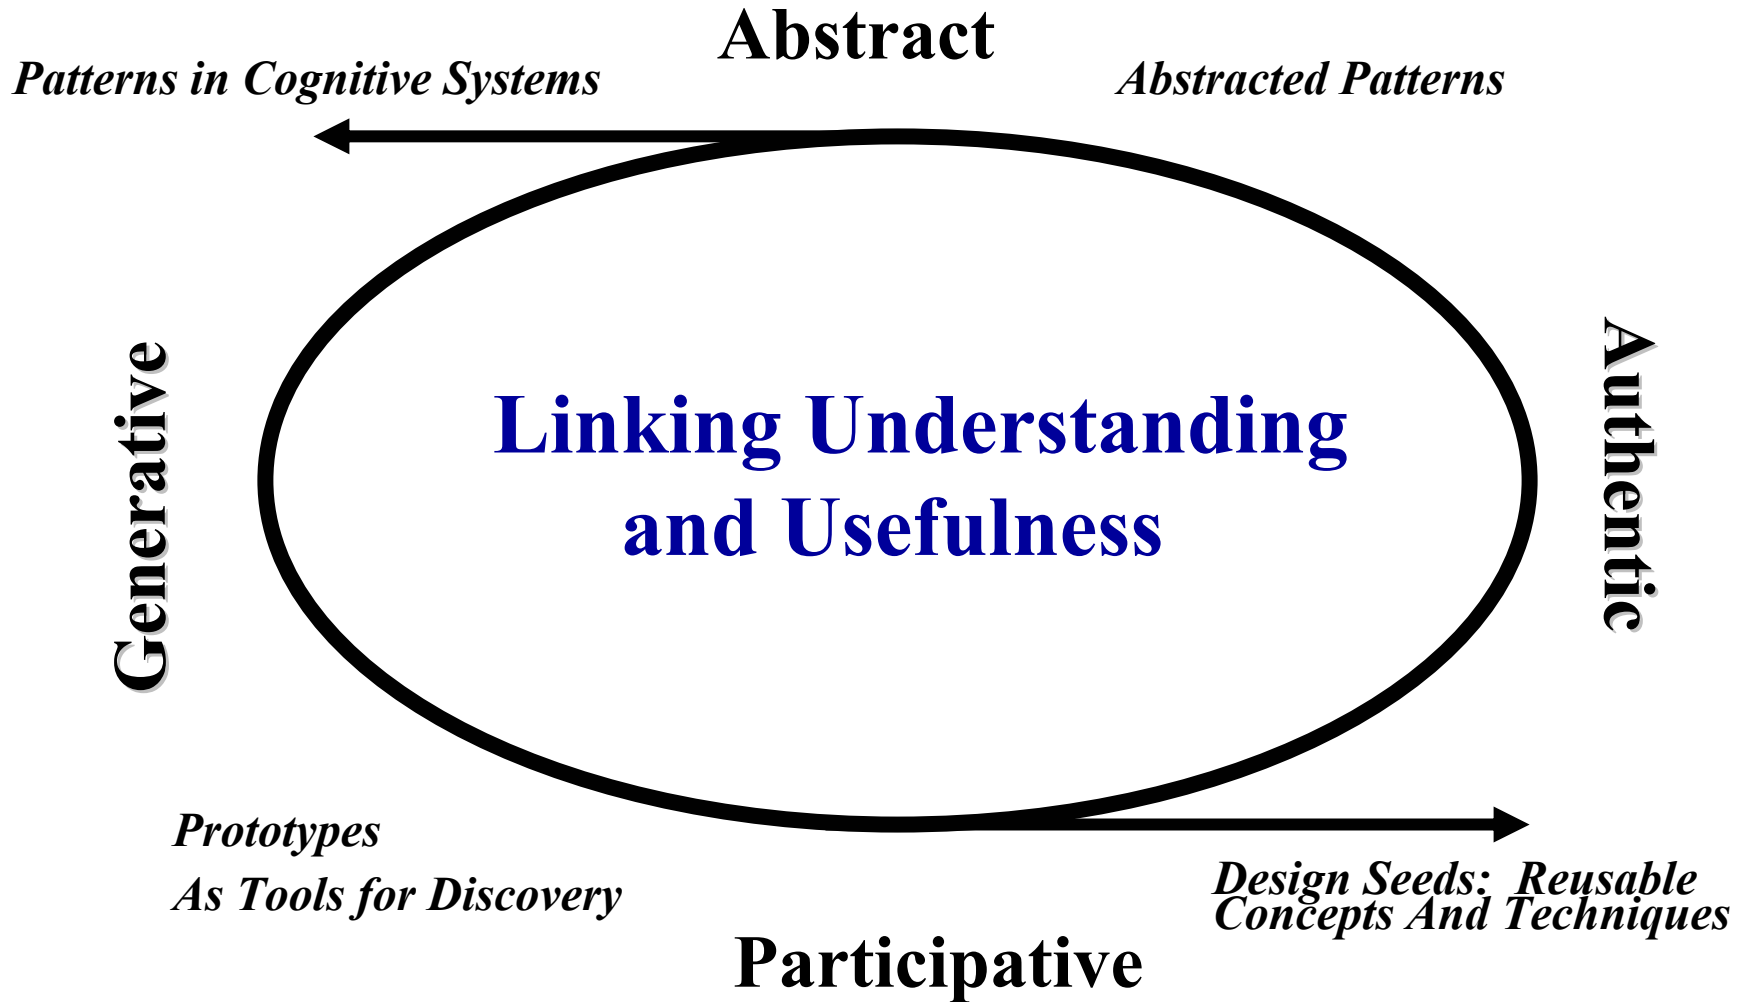 Abstract
Patterns in Cognitive Systems
Abstracted Patterns
Generative
Linking Understanding
and Usefulness
Authentic
Prototypes
As Tools for Discovery
Design Seeds: Reusable
Concepts And Techniques
Participative